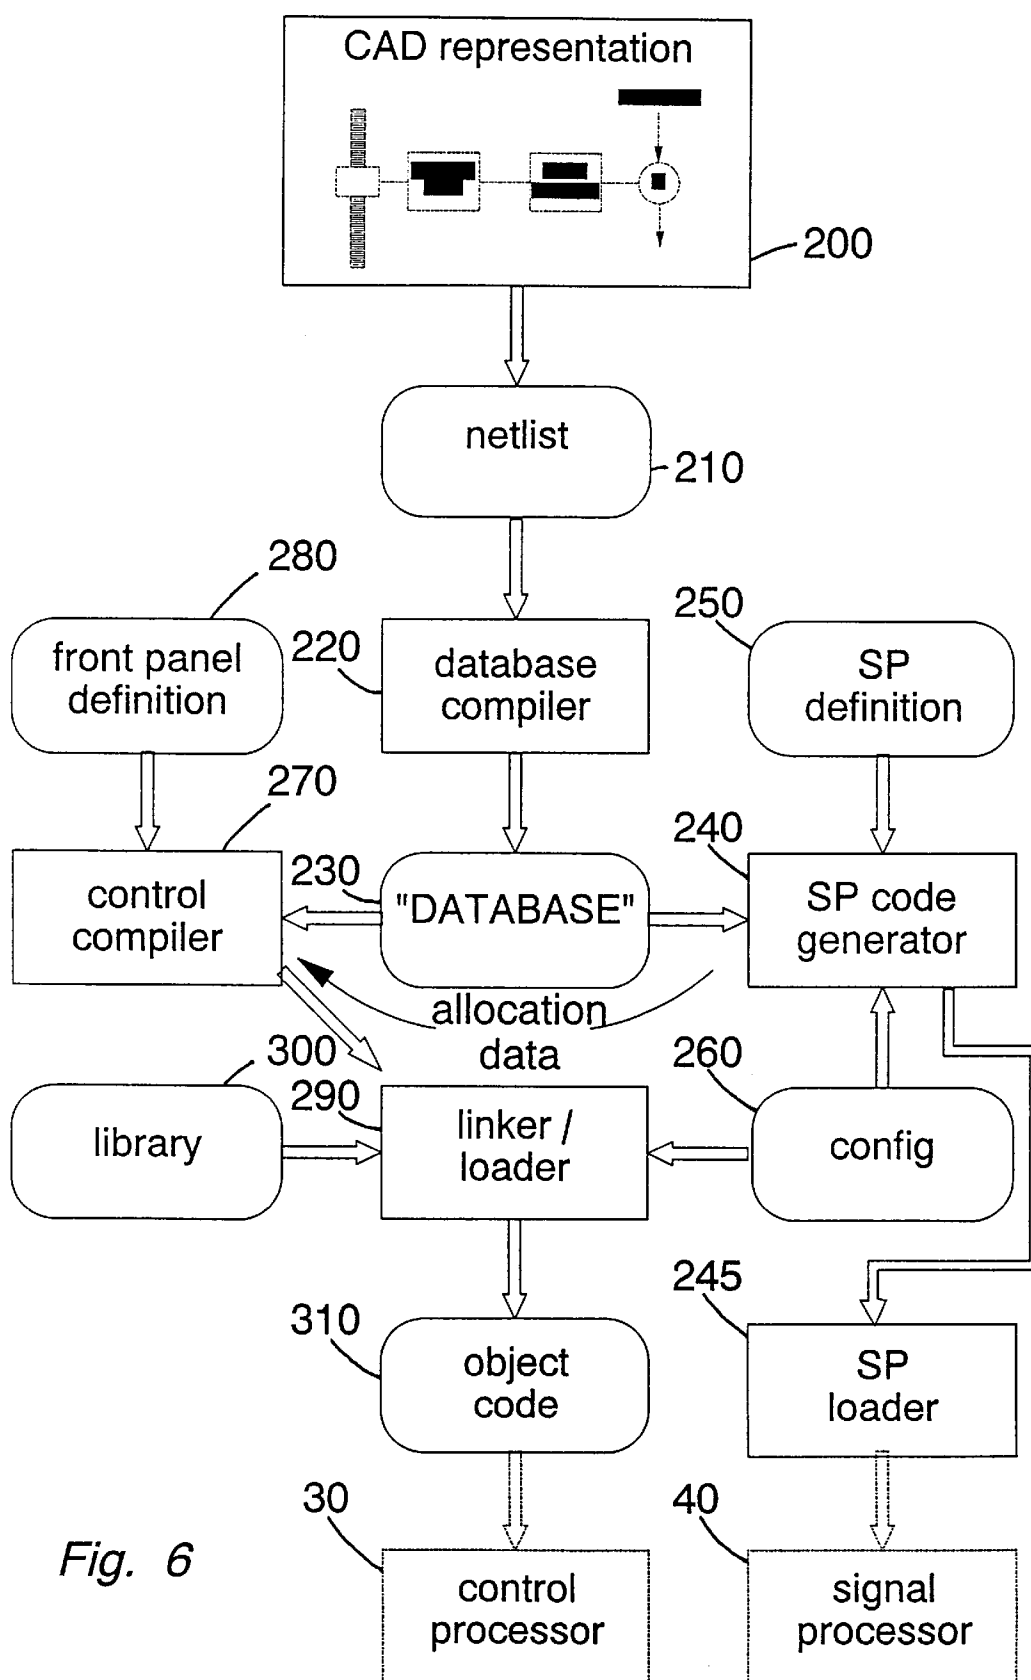 CAD representation
200
netlist
210
280
250
front panel
definition
220
database
compiler
SP
definition
270
240
230
control
compiler
"DATABASE"
SP code
generator
allocation
data
300
260
290
library
linker /
loader
config
245
310
object
code
SP
loader
30
40
Fig. 6
control
processor
signal
processor